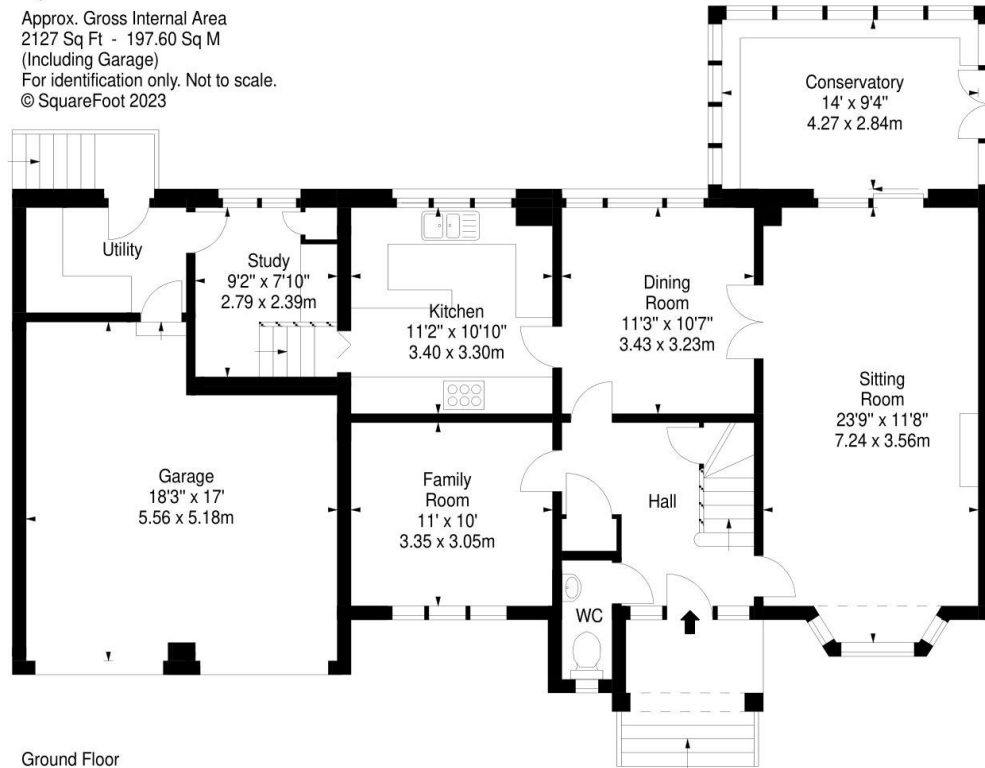 Approx. Gross Internal Area
2127 Sq Ft - 197.60 Sq M
(Including Garage)
For identification only. Not to scale.
© SquareFoot 2023
Conservatory
14' x 9'4"
4.27 x 2.84m
Utility
Study
9'2" x 7'10"
2.79 x 2.39m
Kitchen
11'2" x 10'10"
3.40 x 3.30m
Dining
Room
11'3" x 10'7"
3.43 x 3.23m
Sitting
Room
23'9" x 11'8"
7.24 x 3.56m
Garage
18'3" x 17'
5.56 x 5.18m
Family
Room
11' x 10'
3.35 x 3.05m
Hall
WC
Ground Floor